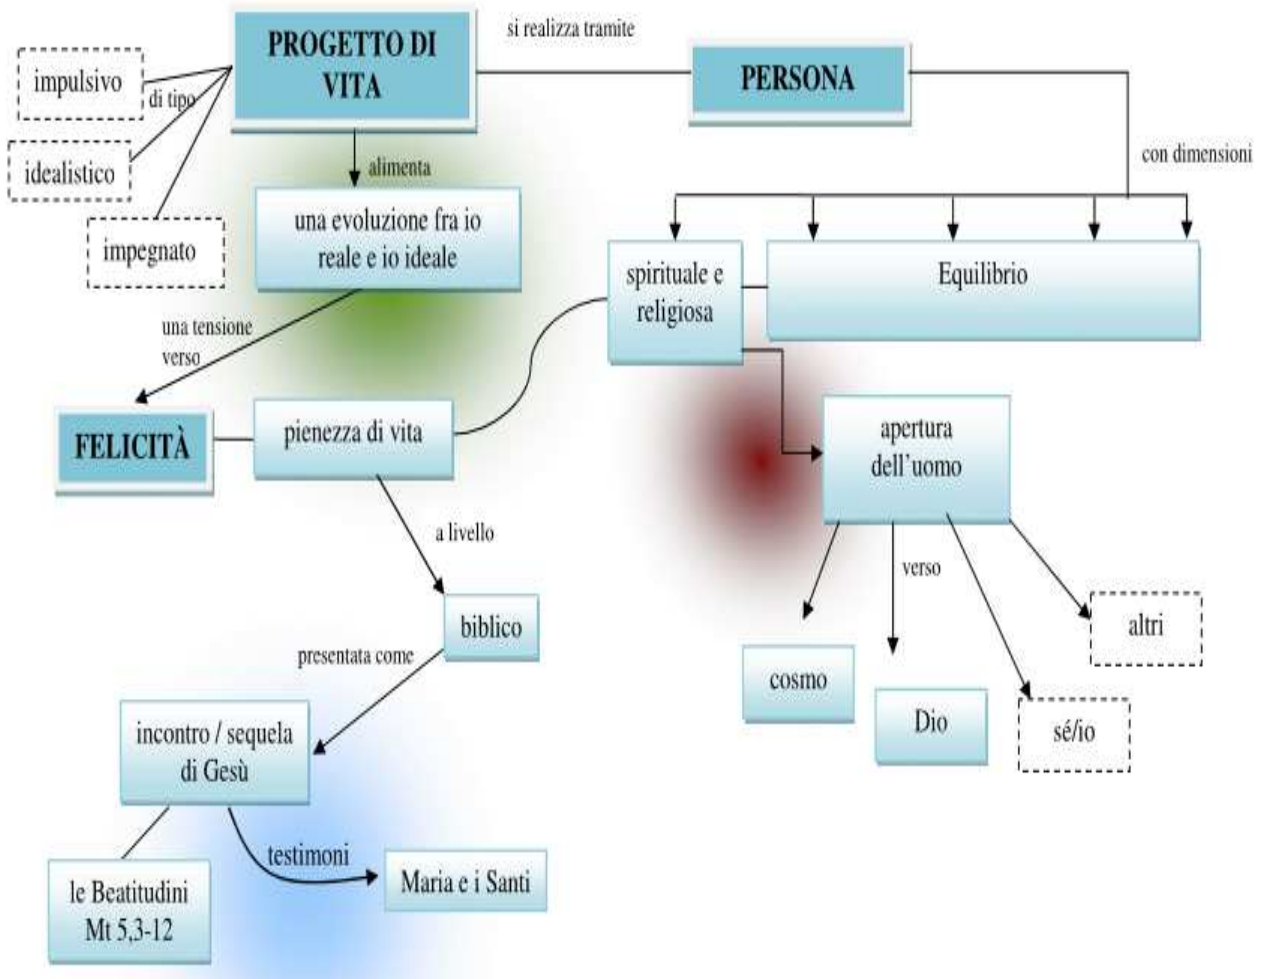 PROGETTO DI
VITA
si realizza tramite
PERSONA
con dimensioni
impulsivo
di tipo
idealistico
impegnato
alimenta
una evoluzione fra io
reale e io ideale
spirituale e
religiosa
Equilibrio
una tensione
verso
FELICITÀ
pienezza di vita
apertura
dell’uomo
a livello
verso
biblico
altri
presentata come
cosmo
Dio
sé/io
incontro / sequela
di Gesù
testimoni
le Beatitudini
Mt 5,3-12
Maria e i Santi